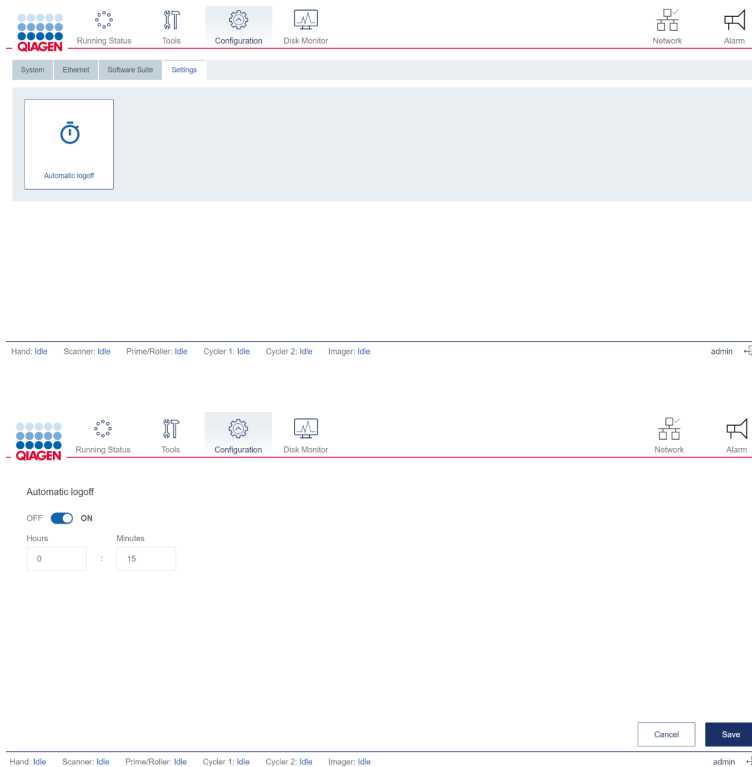 QIAGEN
Running Status Tools Configuration Disk Monitor Network Alarm
System Ethernet Software Suite Settings
Automatic logoff
Hand: Idle Scanner: Idle Prime/Roller: Idle Cycler 1: Idle Cycler 2: Idle Imager: Idle admin
QIAGEN
Running Status Tools Configuration Disk Monitor Network Alarm
Automatic logoff
OFF ON
Hours Minutes
0 : 15
Cancel Save
Hand: Idle Scanner: Idle Prime/Roller: Idle Cycler 1: Idle Cycler 2: Idle Imager: Idle admin